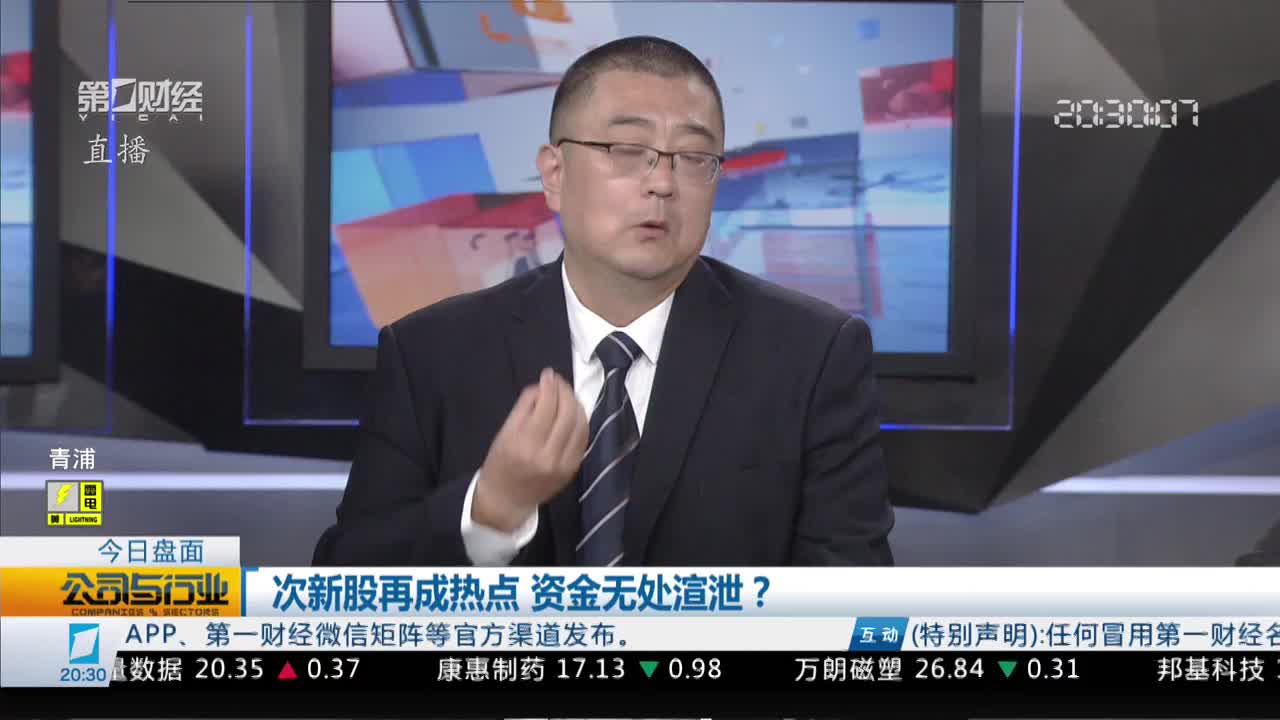 第一财经
YICAI
直播
20:30:07
青浦
雷电
黄 LIGHTNING
今日盘面
公司与行业
COMPANIES & SECTORS
次新股再成热点 资金无处渲泄？
APP、第一财经微信矩阵等官方渠道发布。
互动 (特别声明):任何冒用第一财经名
20:30
量数据 20.35 ▲ 0.37 康惠制药 17.13 ▼ 0.98 万朗磁塑 26.84 ▼ 0.31 邦基科技